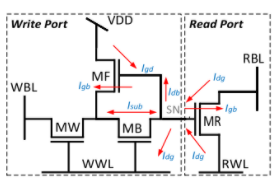 Write Port
VDD
Read Port
RBL
MF
Igd
WBL
Igb
Idb
Idg
Isub
SN
Igb
MR
MW
MB
Idg
Idg
WWL
RWL